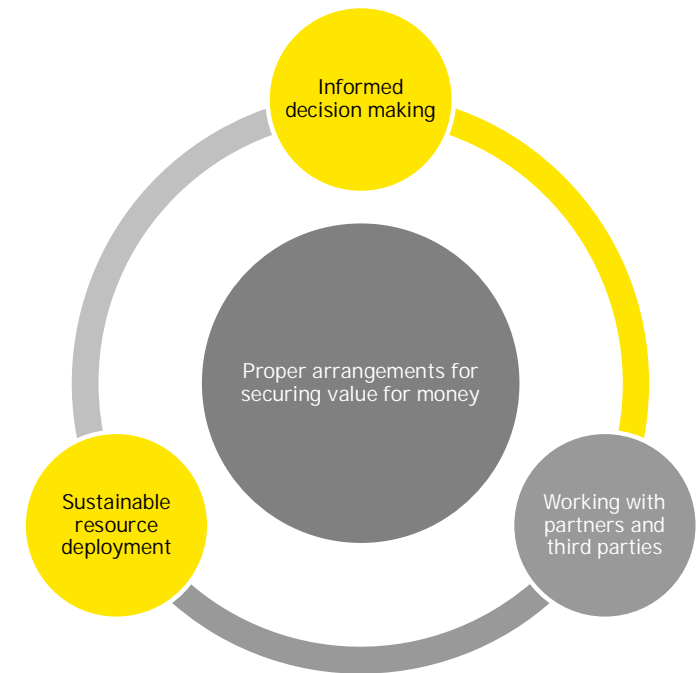 Informed
decision making
Proper arrangements for
securing value for money
Sustainable
resource
deployment
Working with
partners and
third parties